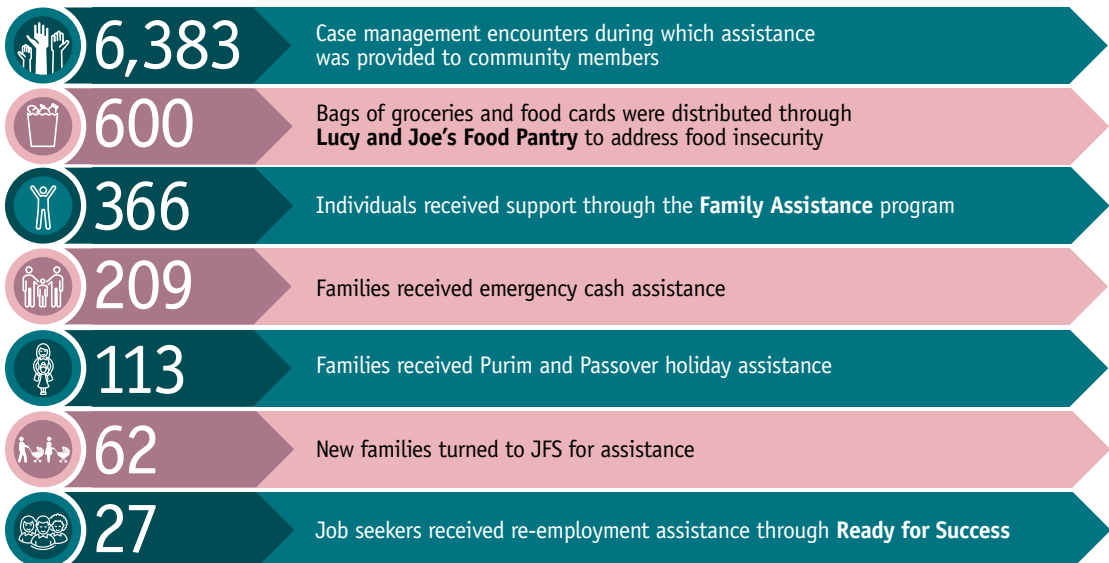 6,383
Case management encounters during which assistance
was provided to community members
600
Bags of groceries and food cards were distributed through
Lucy and Joe’s Food Pantry to address food insecurity
366
Individuals received support through the Family Assistance program
209
Families received emergency cash assistance
113
Families received Purim and Passover holiday assistance
62
New families turned to JFS for assistance
27
Job seekers received re-employment assistance through Ready for Success